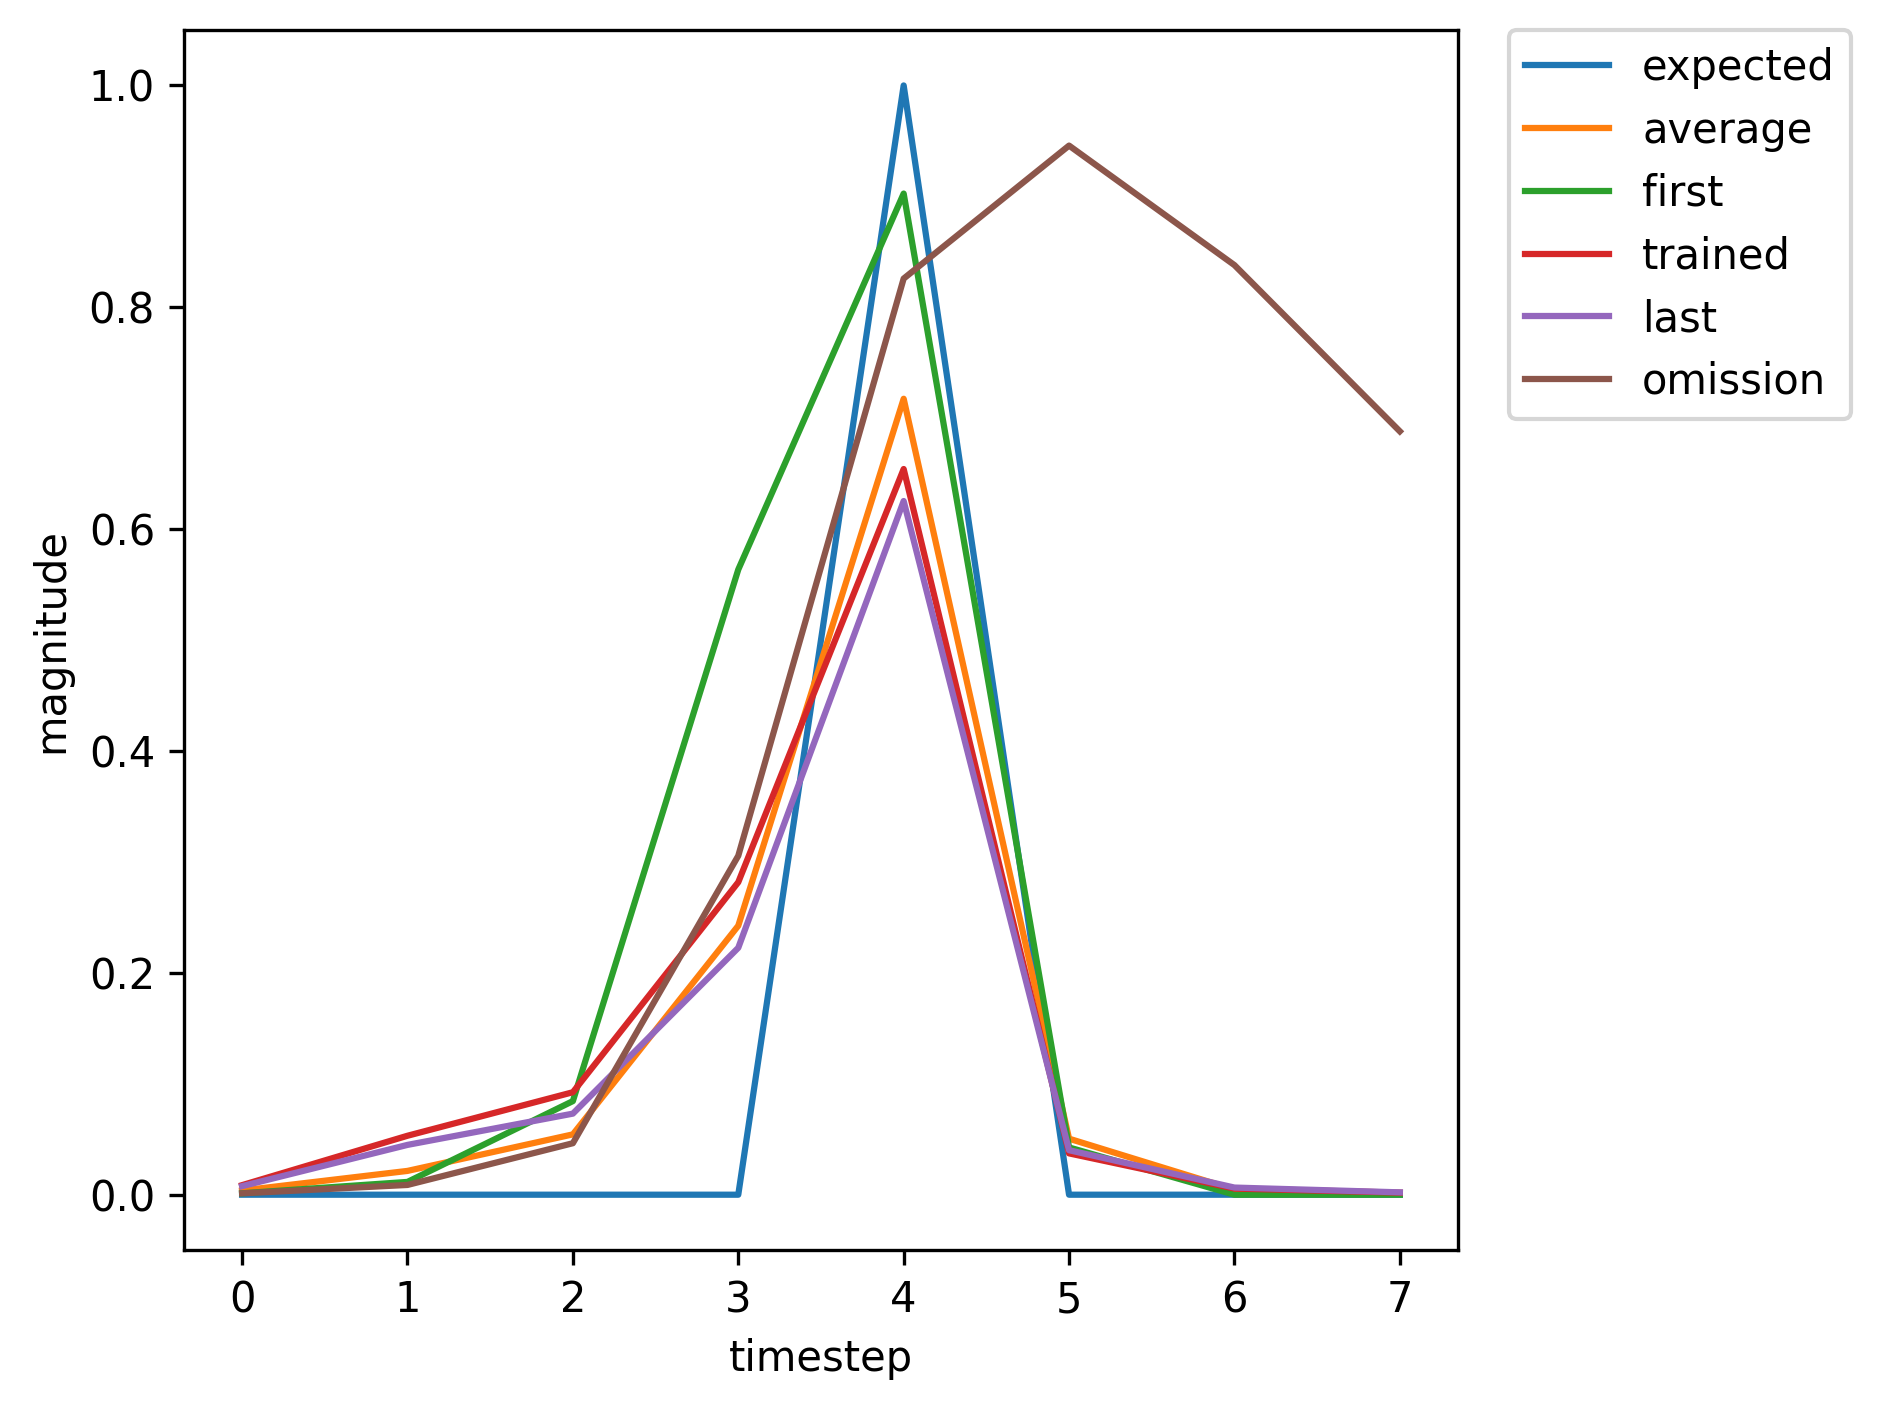 1.0
0.8
0.6
0.4
0.2
0.0
magnitude
0 1 2 3 4 5 6 7
timestep
expected
average
first
trained
last
omission